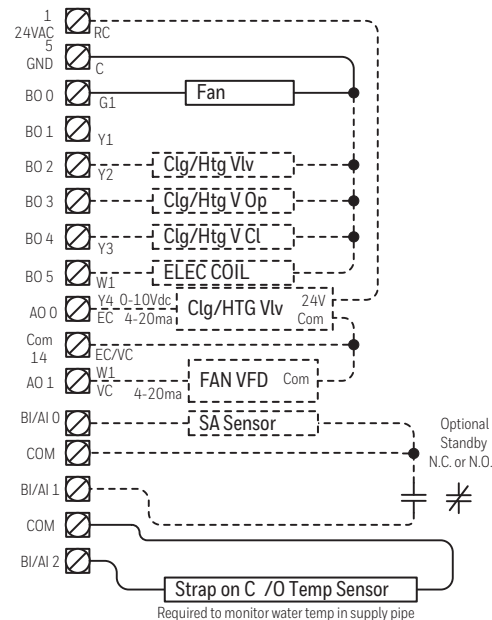 1
24VAC RC
5
GND C
BO 0 G1 Fan
BO 1 Y1
BO 2 Y2 Clg/Htg Vlv
BO 3 Clg/Htg V Op
BO 4 Y3 Clg/Htg V Cl
BO 5 W1 ELEC COIL
AO 0 Y4 0-10Vdc Clg/HTG Vlv 24V
EC 4-20ma Com
Com
14 EC/VC
AO 1 W1 FAN VFD Com
VC 4-20ma
BI/AI 0 SA Sensor
COM
Optional
Standby
N.C. or N.O.
BI/AI 1
COM
BI/AI 2
Strap on C /O Temp Sensor
Required to monitor water temp in supply pipe